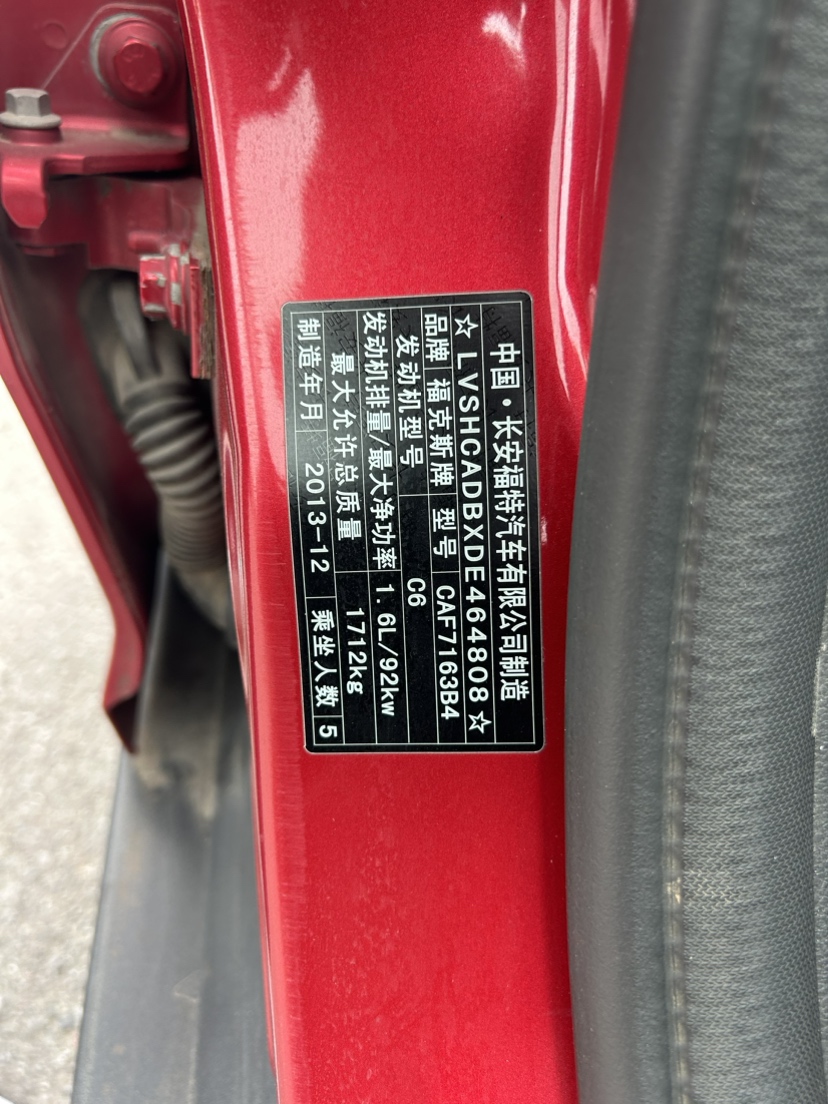 中国·长安福特汽车有限公司制造
☆LVSHCADBXDE464808☆
品牌 福克斯牌 型号 CAF7163B4
发动机型号 C6
发动机排量/最大净功率 1.6L/92kw
最大允许总质量 1712kg
制造年月 2013-12 乘坐人数 5